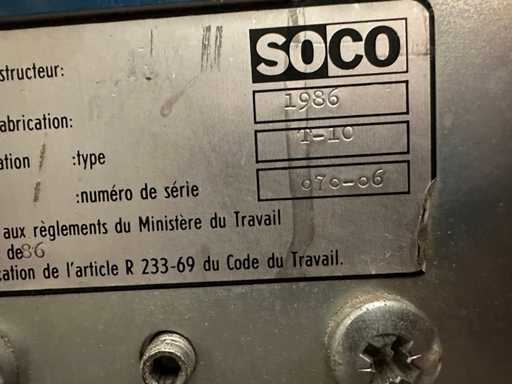 structeur: SOCO
abrication: 1986
ation :type T-10
:numéro de série 070-06
aux règlements du Ministère du Travail
de86
cation de l'article R 233-69 du Code du Travail.